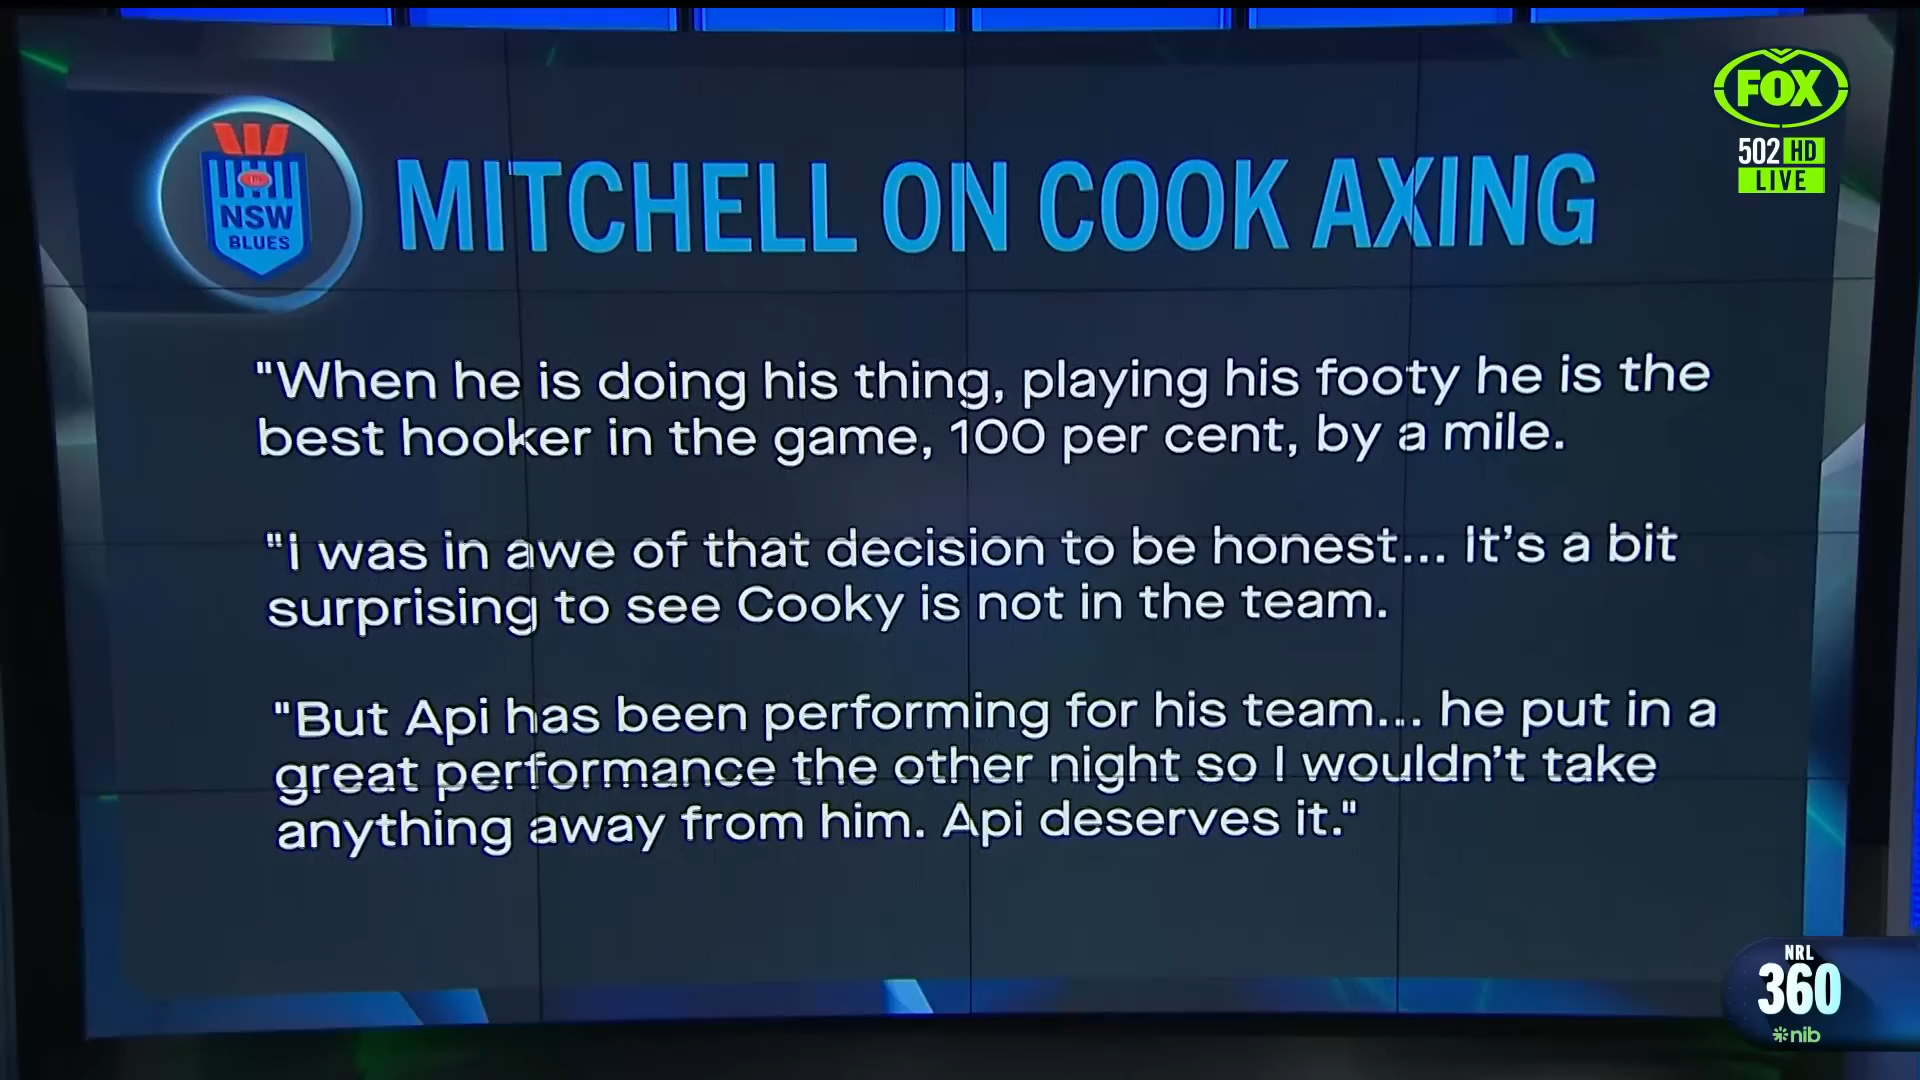 FOX
502 HD
LIVE
NSW
BLUES
MITCHELL ON COOK AXING
"When he is doing his thing, playing his footy he is the
best hooker in the game, 100 per cent, by a mile.
"I was in awe of that decision to be honest... It's a bit
surprising to see Cooky is not in the team.
"But Api has been performing for his team... he put in a
great performance the other night so I wouldn't take
anything away from him. Api deserves it."
NRL
360
nib